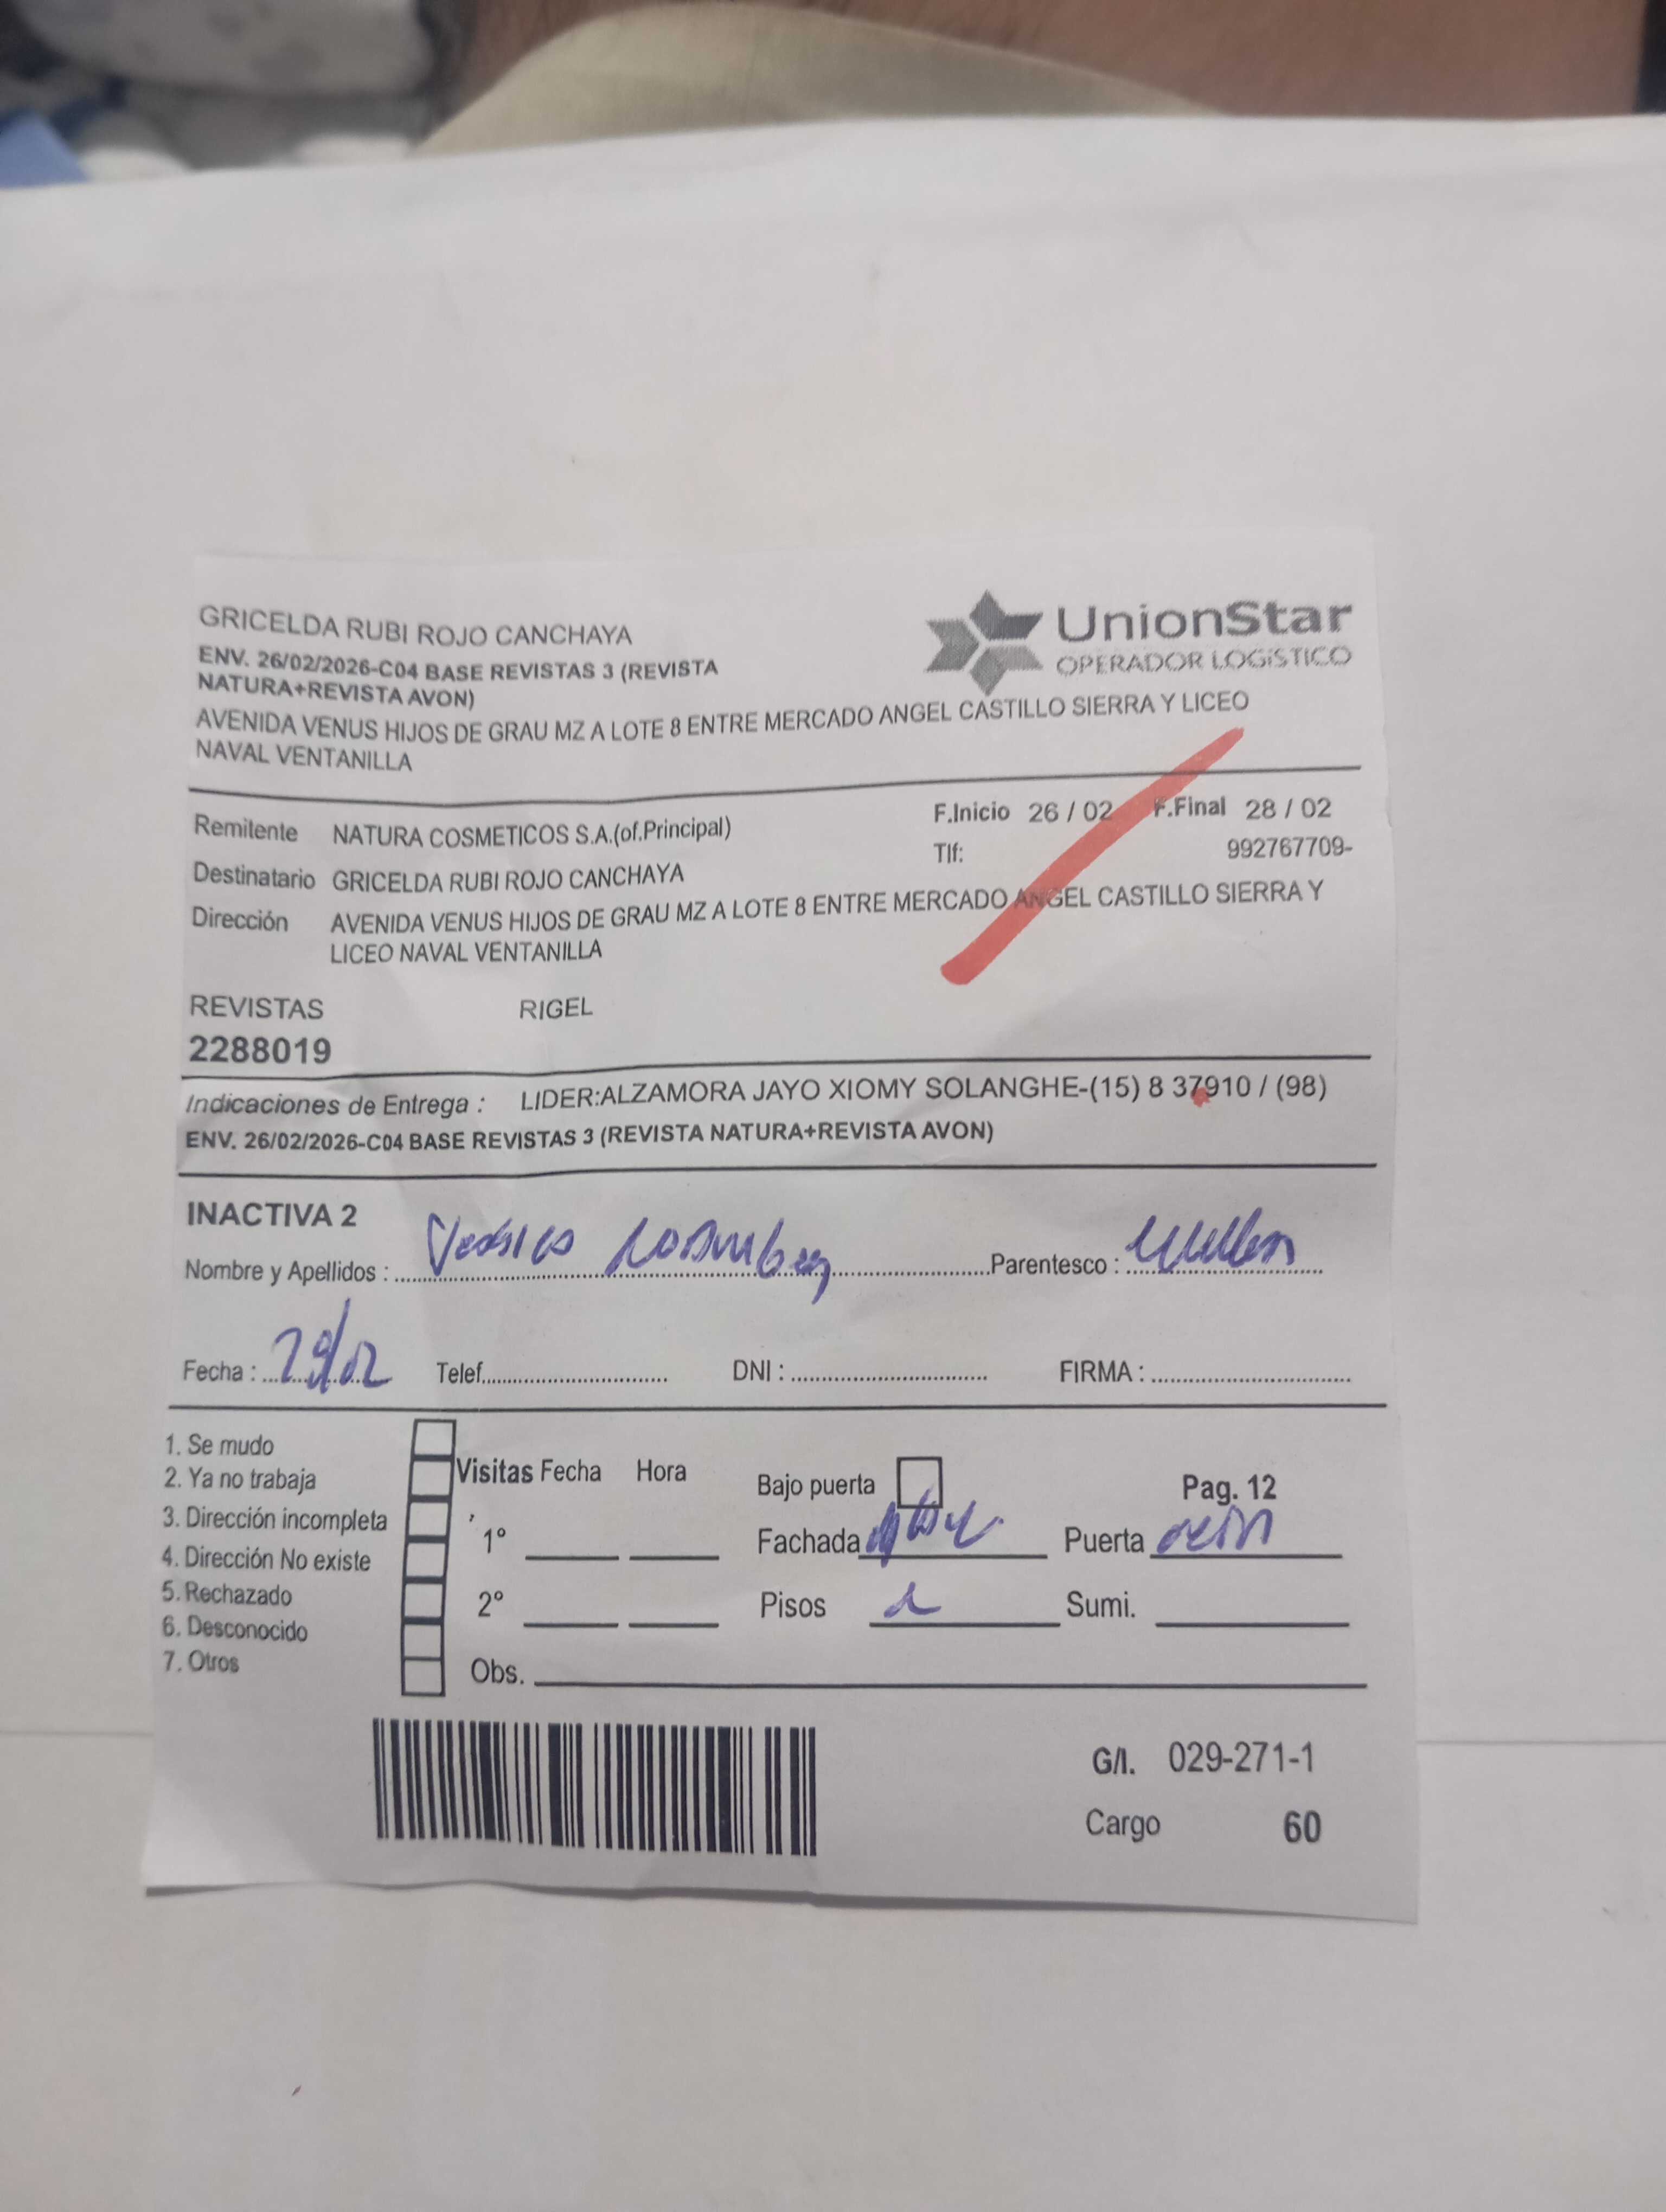 GRICELDA RUBI ROJO CANCHAYA
ENV. 26/02/2026-C04 BASE REVISTAS 3 (REVISTA
NATURA+REVISTA AVON)
AVENIDA VENUS HIJOS DE GRAU MZ A LOTE 8 ENTRE MERCADO ANGEL CASTILLO SIERRA Y LICEO
NAVAL VENTANILLA
UnionStar
OPERADOR LOGÍSTICO
Remitente NATURA COSMETICOS S.A.(of.Principal)
F.Inicio 26 / 02 F.Final 28 / 02
Tlf: 992767709-
Destinatario GRICELDA RUBI ROJO CANCHAYA
Dirección AVENIDA VENUS HIJOS DE GRAU MZ A LOTE 8 ENTRE MERCADO ANGEL CASTILLO SIERRA Y
LICEO NAVAL VENTANILLA
REVISTAS RIGEL
2288019
Indicaciones de Entrega : LIDER:ALZAMORA JAYO XIOMY SOLANGHE-(15) 8 37910 / (98)
ENV. 26/02/2026-C04 BASE REVISTAS 3 (REVISTA NATURA+REVISTA AVON)
INACTIVA 2
Nombre y Apellidos : Parentesco :
Fecha : Telef. DNI : FIRMA :
1. Se mudo
2. Ya no trabaja
3. Dirección incompleta
4. Dirección No existe
5. Rechazado
6. Desconocido
7. Otros
Visitas Fecha Hora
1°
2°
Obs.
Bajo puerta Pag. 12
Fachada Puerta
Pisos Sumi.
G/I. 029-271-1
Cargo 60